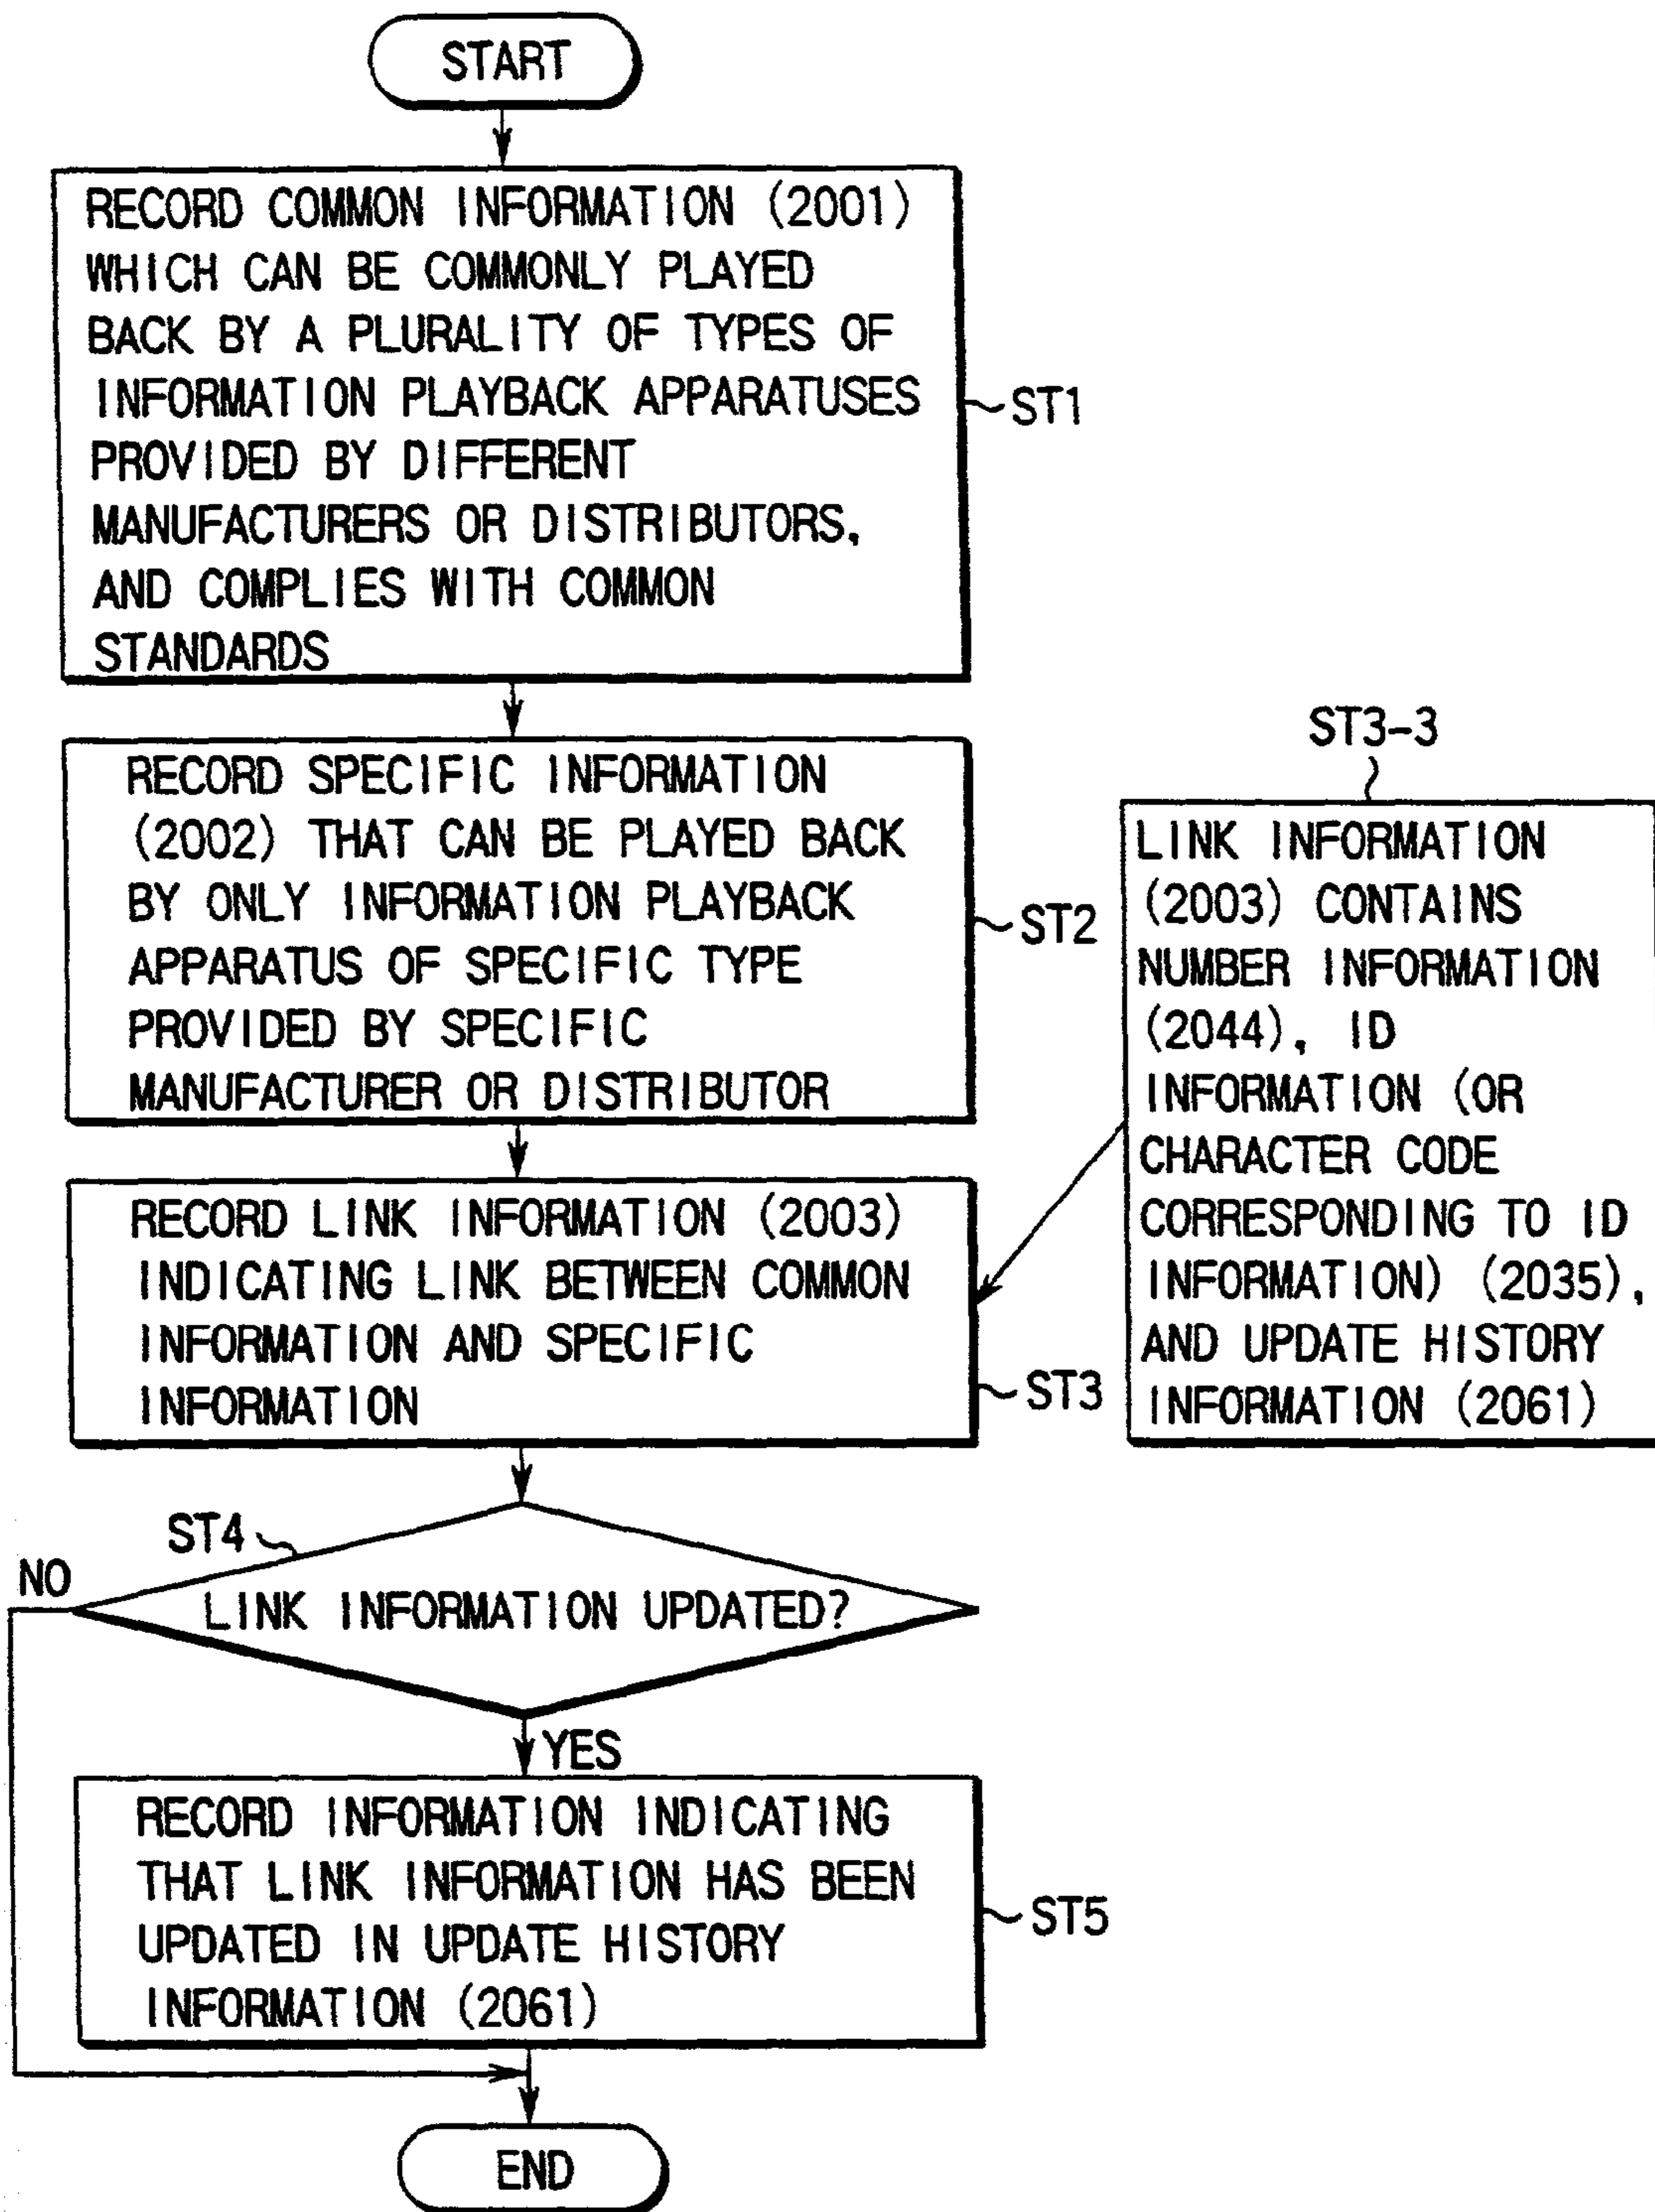 START
RECORD COMMON INFORMATION (2001)
WHICH CAN BE COMMONLY PLAYED
BACK BY A PLURALITY OF TYPES OF
INFORMATION PLAYBACK APPARATUSES
PROVIDED BY DIFFERENT
MANUFACTURERS OR DISTRIBUTORS,
AND COMPLIES WITH COMMON
STANDARDS
ST1
RECORD SPECIFIC INFORMATION
(2002) THAT CAN BE PLAYED BACK
BY ONLY INFORMATION PLAYBACK
APPARATUS OF SPECIFIC TYPE
PROVIDED BY SPECIFIC
MANUFACTURER OR DISTRIBUTOR
ST2
ST3-3
LINK INFORMATION
(2003) CONTAINS
NUMBER INFORMATION
(2044), ID
INFORMATION (OR
CHARACTER CODE
CORRESPONDING TO ID
INFORMATION) (2035),
AND UPDATE HISTORY
INFORMATION (2061)
RECORD LINK INFORMATION (2003)
INDICATING LINK BETWEEN COMMON
INFORMATION AND SPECIFIC
INFORMATION
ST3
ST4
NO
LINK INFORMATION UPDATED?
YES
RECORD INFORMATION INDICATING
THAT LINK INFORMATION HAS BEEN
UPDATED IN UPDATE HISTORY
INFORMATION (2061)
ST5
END